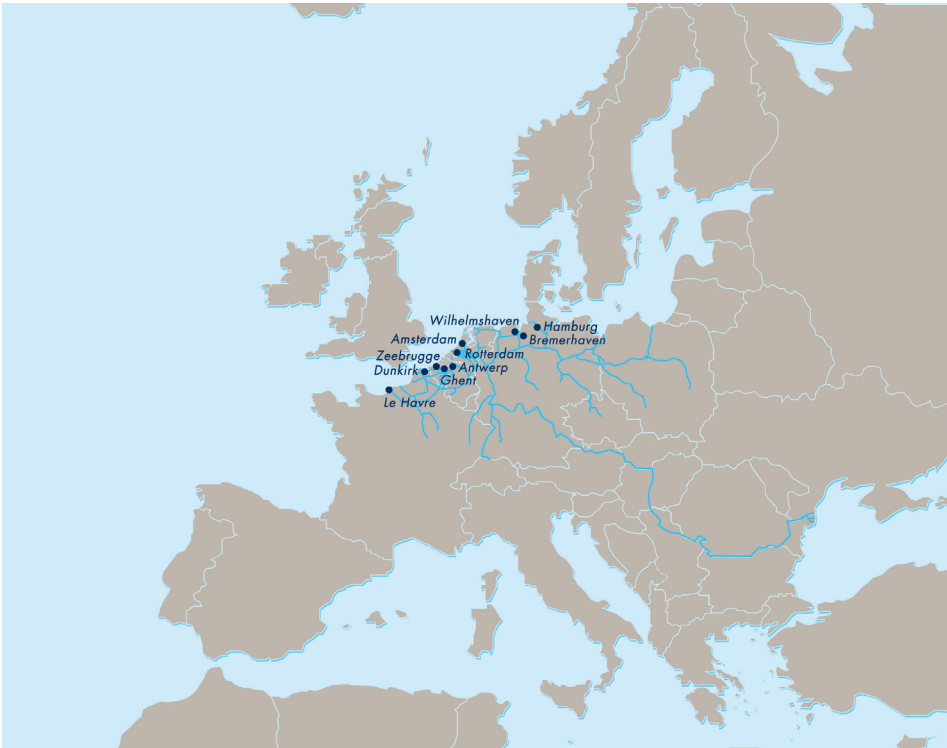 Wilhelmshaven
Hamburg
Bremerhaven
Amsterdam
Rotterdam
Zeebrugge
Antwerp
Dunkirk
Ghent
Le Havre